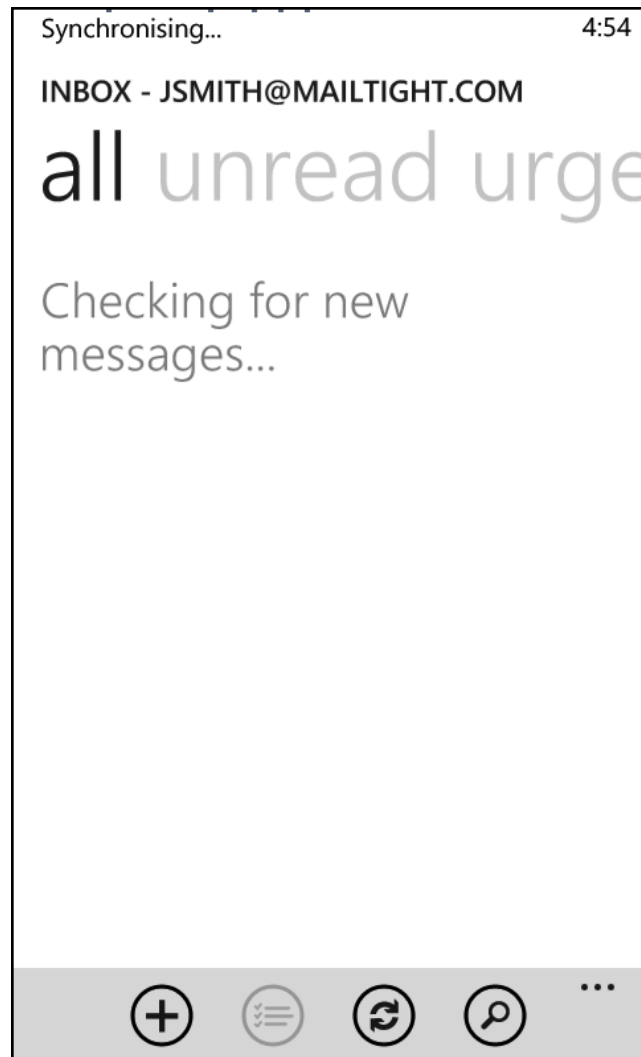 Synchronising... 4:54
INBOX - JSMITH@MAILTIGHT.COM
all unread urge
Checking for new
messages...